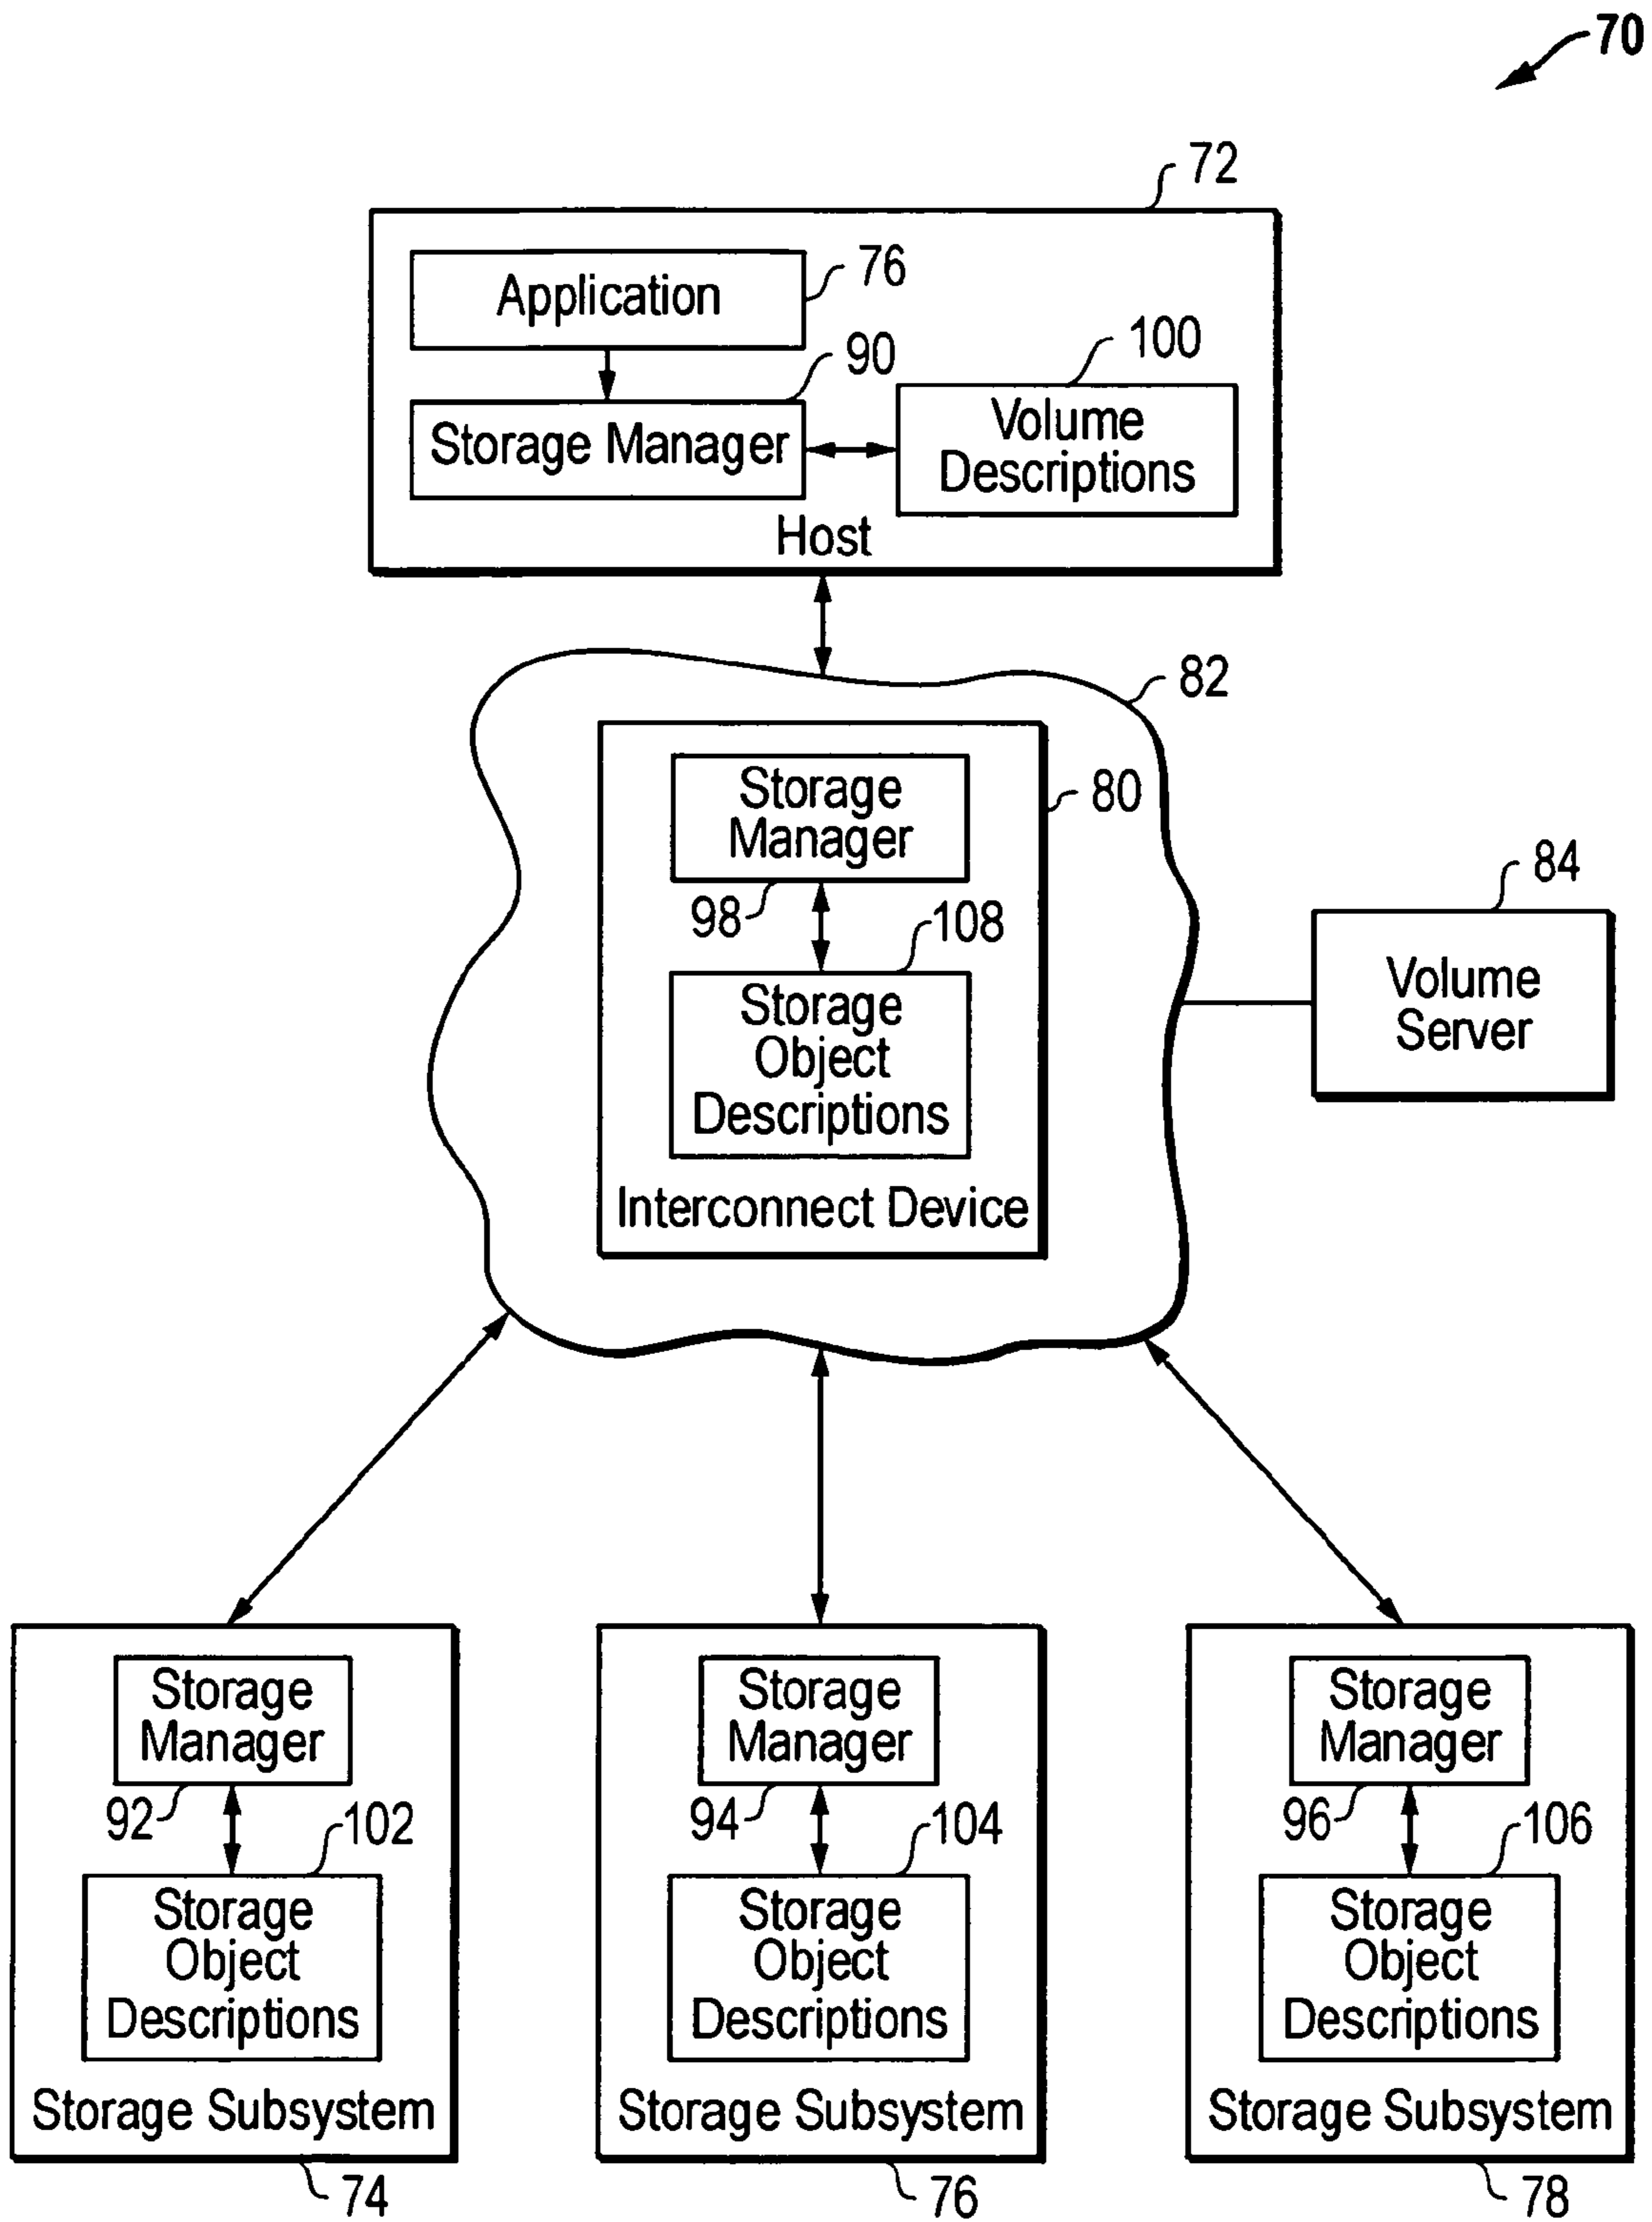 70
72
Application
76
90
100
Storage Manager
Volume
Descriptions
Host
82
Storage
Manager
80
98
108
Storage
Object
Descriptions
Interconnect Device
84
Volume
Server
Storage
Manager
92
102
Storage
Object
Descriptions
Storage Subsystem
74
Storage
Manager
94
104
Storage
Object
Descriptions
Storage Subsystem
76
Storage
Manager
96
106
Storage
Object
Descriptions
Storage Subsystem
78